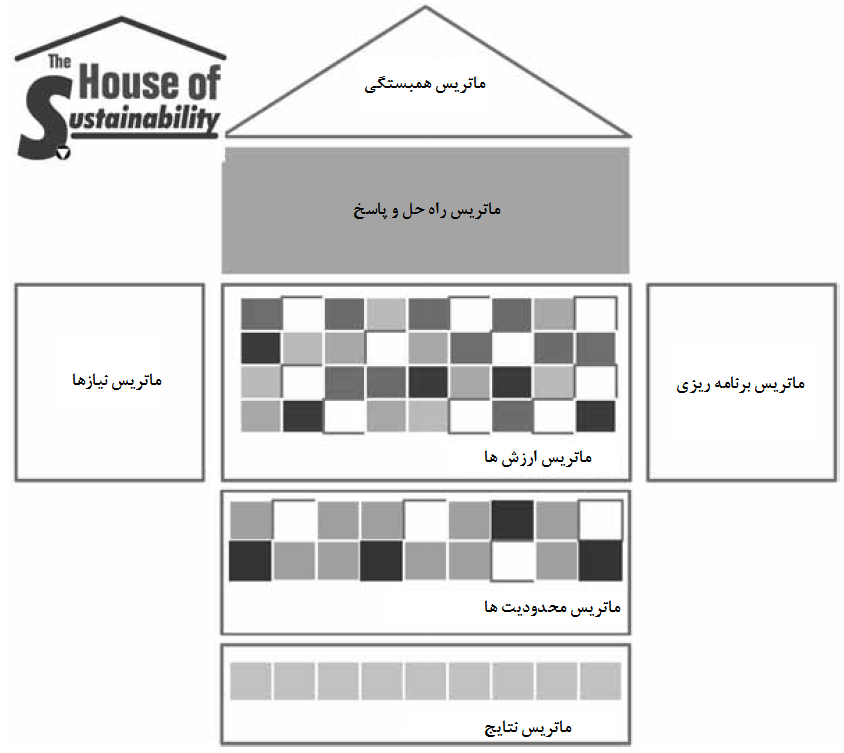 The
House of
Sustainability
ماتریس همبستگی
ماتریس راه حل و پاسخ
ماتریس نیازها
ماتریس برنامه ریزی
ماتریس ارزش ها
ماتریس محدودیت ها
ماتریس نتایج